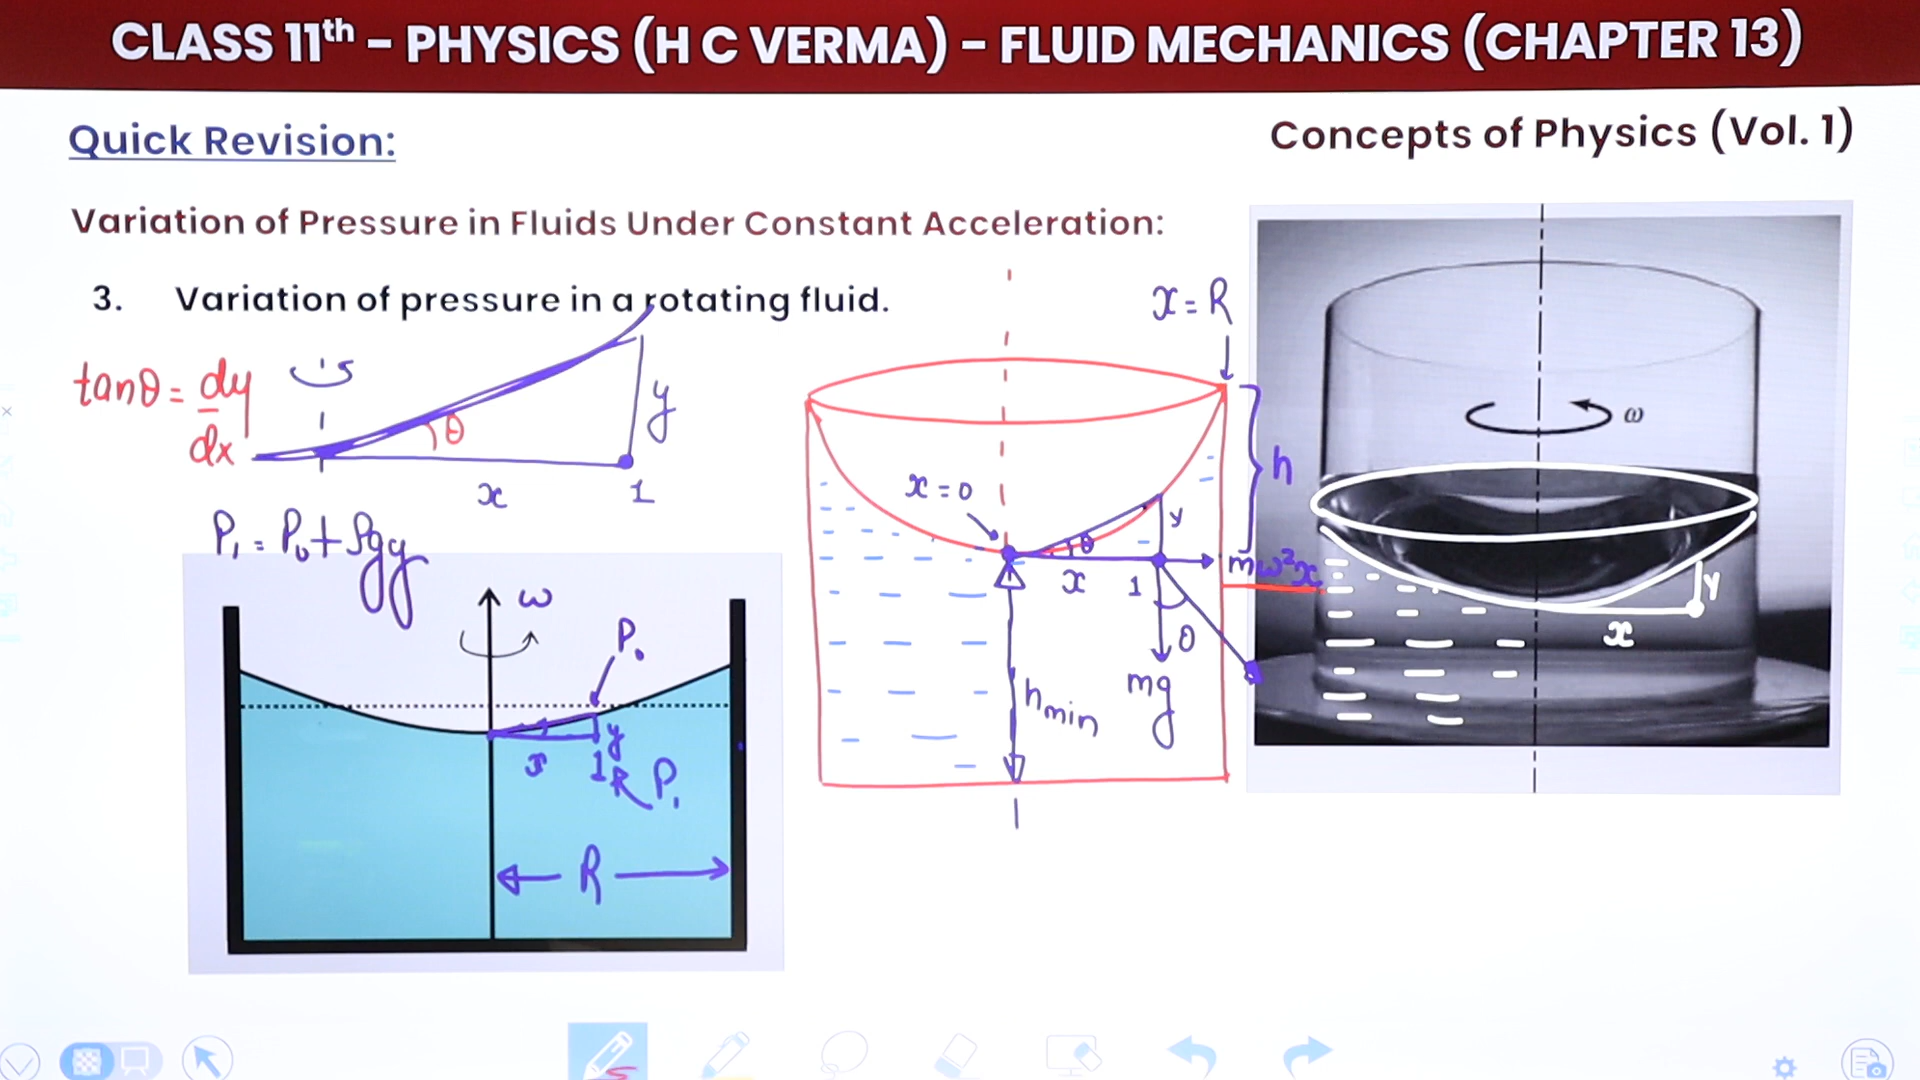 CLASS 11th - PHYSICS (H C VERMA) - FLUID MECHANICS (CHAPTER 13)
Quick Revision:
Concepts of Physics (Vol. 1)
Variation of Pressure in Fluids Under Constant Acceleration:
3. Variation of pressure in a rotating fluid.
tanθ = dy/dx
θ
y
x
1
P₁ = P₀ + ρgy
ω
P₀
y
x
1
P₁
R
x = R
h
x = 0
θ
y
x
1
mω²x
θ
mg
hmin
ω
y
x